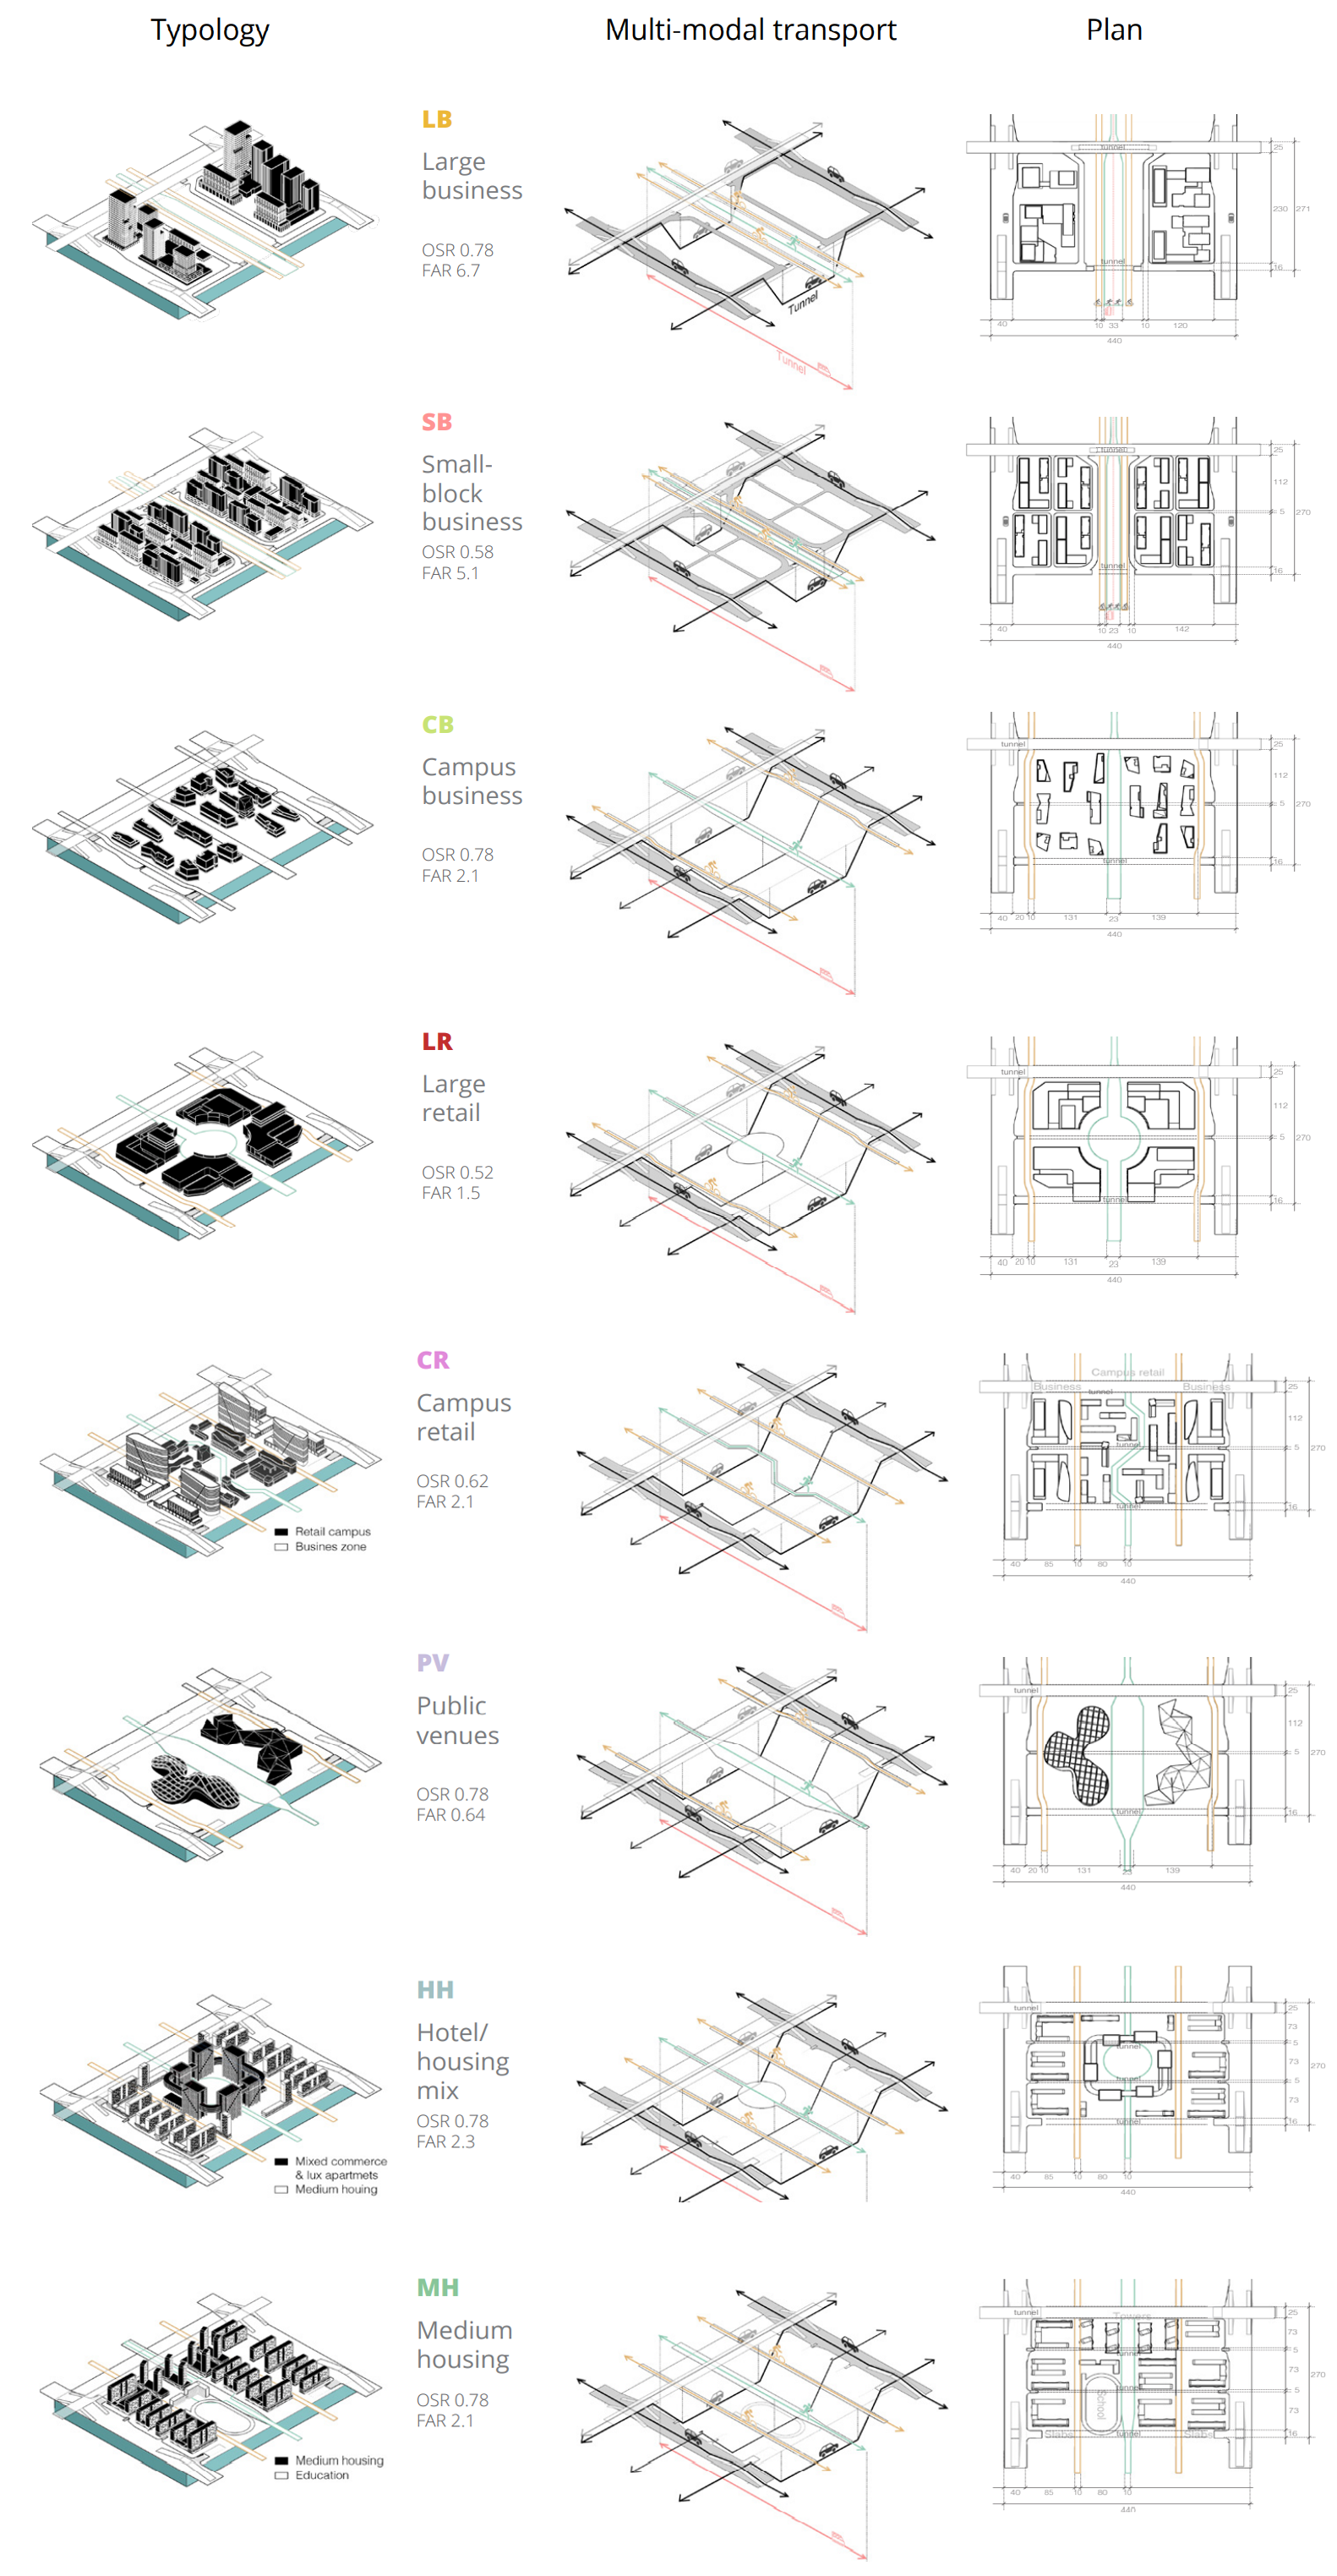 Typology
Multi-modal transport
Plan
LB
Large
business
OSR 0.78
FAR 6.7
Tunnel
Tunnel
tunnel
tunnel
25
230
271
16
40
10
33
10
120
440
SB
Small-
block
business
OSR 0.58
FAR 5.1
tunnel
tunnel
25
112
5
270
16
40
10
23
10
142
440
CB
Campus
business
OSR 0.78
FAR 2.1
tunnel
tunnel
25
112
5
270
16
40
20
10
131
23
139
440
LR
Large
retail
OSR 0.52
FAR 1.5
tunnel
tunnel
25
112
5
270
16
40
20
10
131
23
139
440
CR
Campus
retail
OSR 0.62
FAR 2.1
Retail campus
Busines zone
Campus retail
Business
Business
tunnel
tunnel
tunnel
25
112
5
270
16
40
85
10
80
10
440
PV
Public
venues
OSR 0.78
FAR 0.64
tunnel
tunnel
25
112
5
270
16
40
20
10
131
23
139
440
HH
Hotel/
housing
mix
OSR 0.78
FAR 2.3
Mixed commerce
& lux apartmets
Medium houing
tunnel
tunnel
tunnel
tunnel
25
73
5
73
5
73
270
16
40
85
10
80
10
440
MH
Medium
housing
OSR 0.78
FAR 2.1
Medium housing
Education
tunnel
Towers
tunnel
tunnel
School
Slabs
tunnel
Slabs
25
73
5
73
5
73
270
16
40
85
10
80
10
440